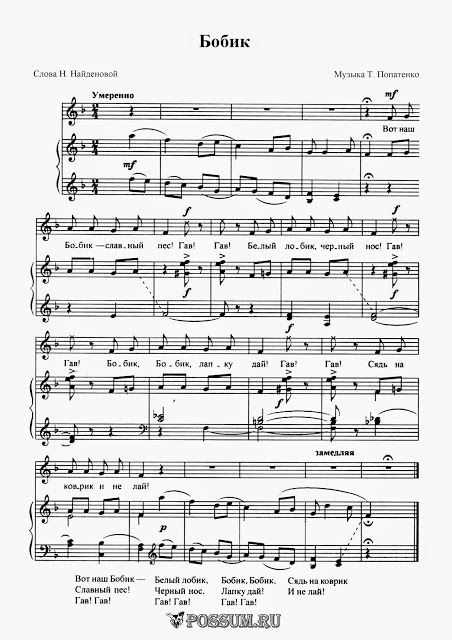 Бобик
Слова Н. Найденовой
Музыка Т. Попатенко
Умеренно
mf
Вот наш
mf
f
f
Бо-бик — слав-ный пес! Гав! Гав! Бе-лый ло-бик, чер-ный нос! Гав!
f
f
f
Гав! Бо-бик, Бо-бик, лап-ку дай! Гав! Гав! Сядь на
f
замедляя
ков-рик и не лай!
p
Вот наш Бобик — Белый лобик, Бобик, Бобик, Сядь на коврик
Славный пес! Черный нос. Лапку дай! И не лай!
Гав! Гав! Гав! Гав! Гав! Гав!
POSSUM.RU